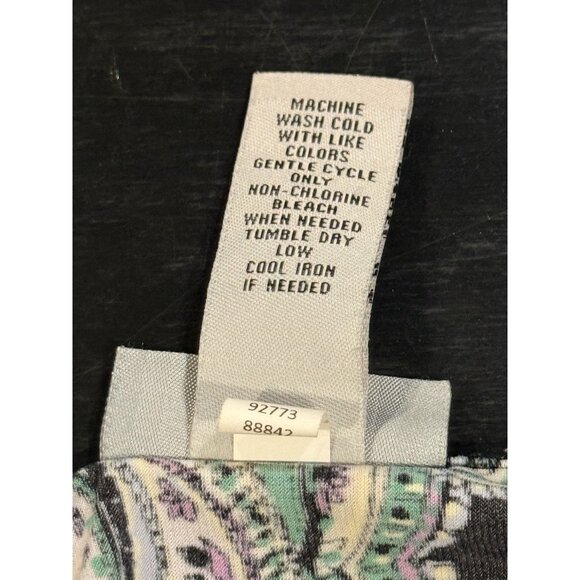 MACHINE
WASH COLD
WITH LIKE
COLORS
GENTLE CYCLE
ONLY
NON-CHLORINE
BLEACH
WHEN NEEDED
TUMBLE DRY
LOW
COOL IRON
IF NEEDED
92773
88842